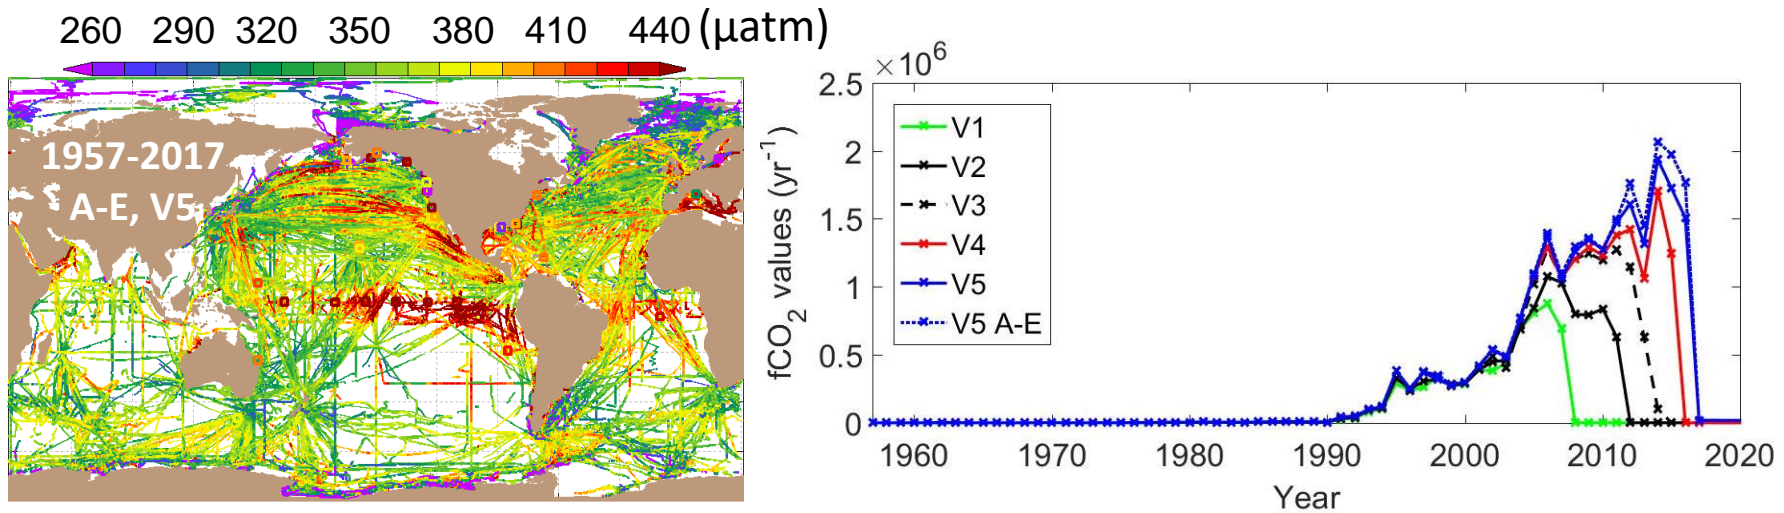 260 290 320 350 380 410 440 (μatm)
1957-2017
A-E, V5
×10⁶
2.5
2
1.5
1
0.5
0
fCO₂ values (yr⁻¹)
V1
V2
V3
V4
V5
V5 A-E
1960 1970 1980 1990 2000 2010 2020
Year